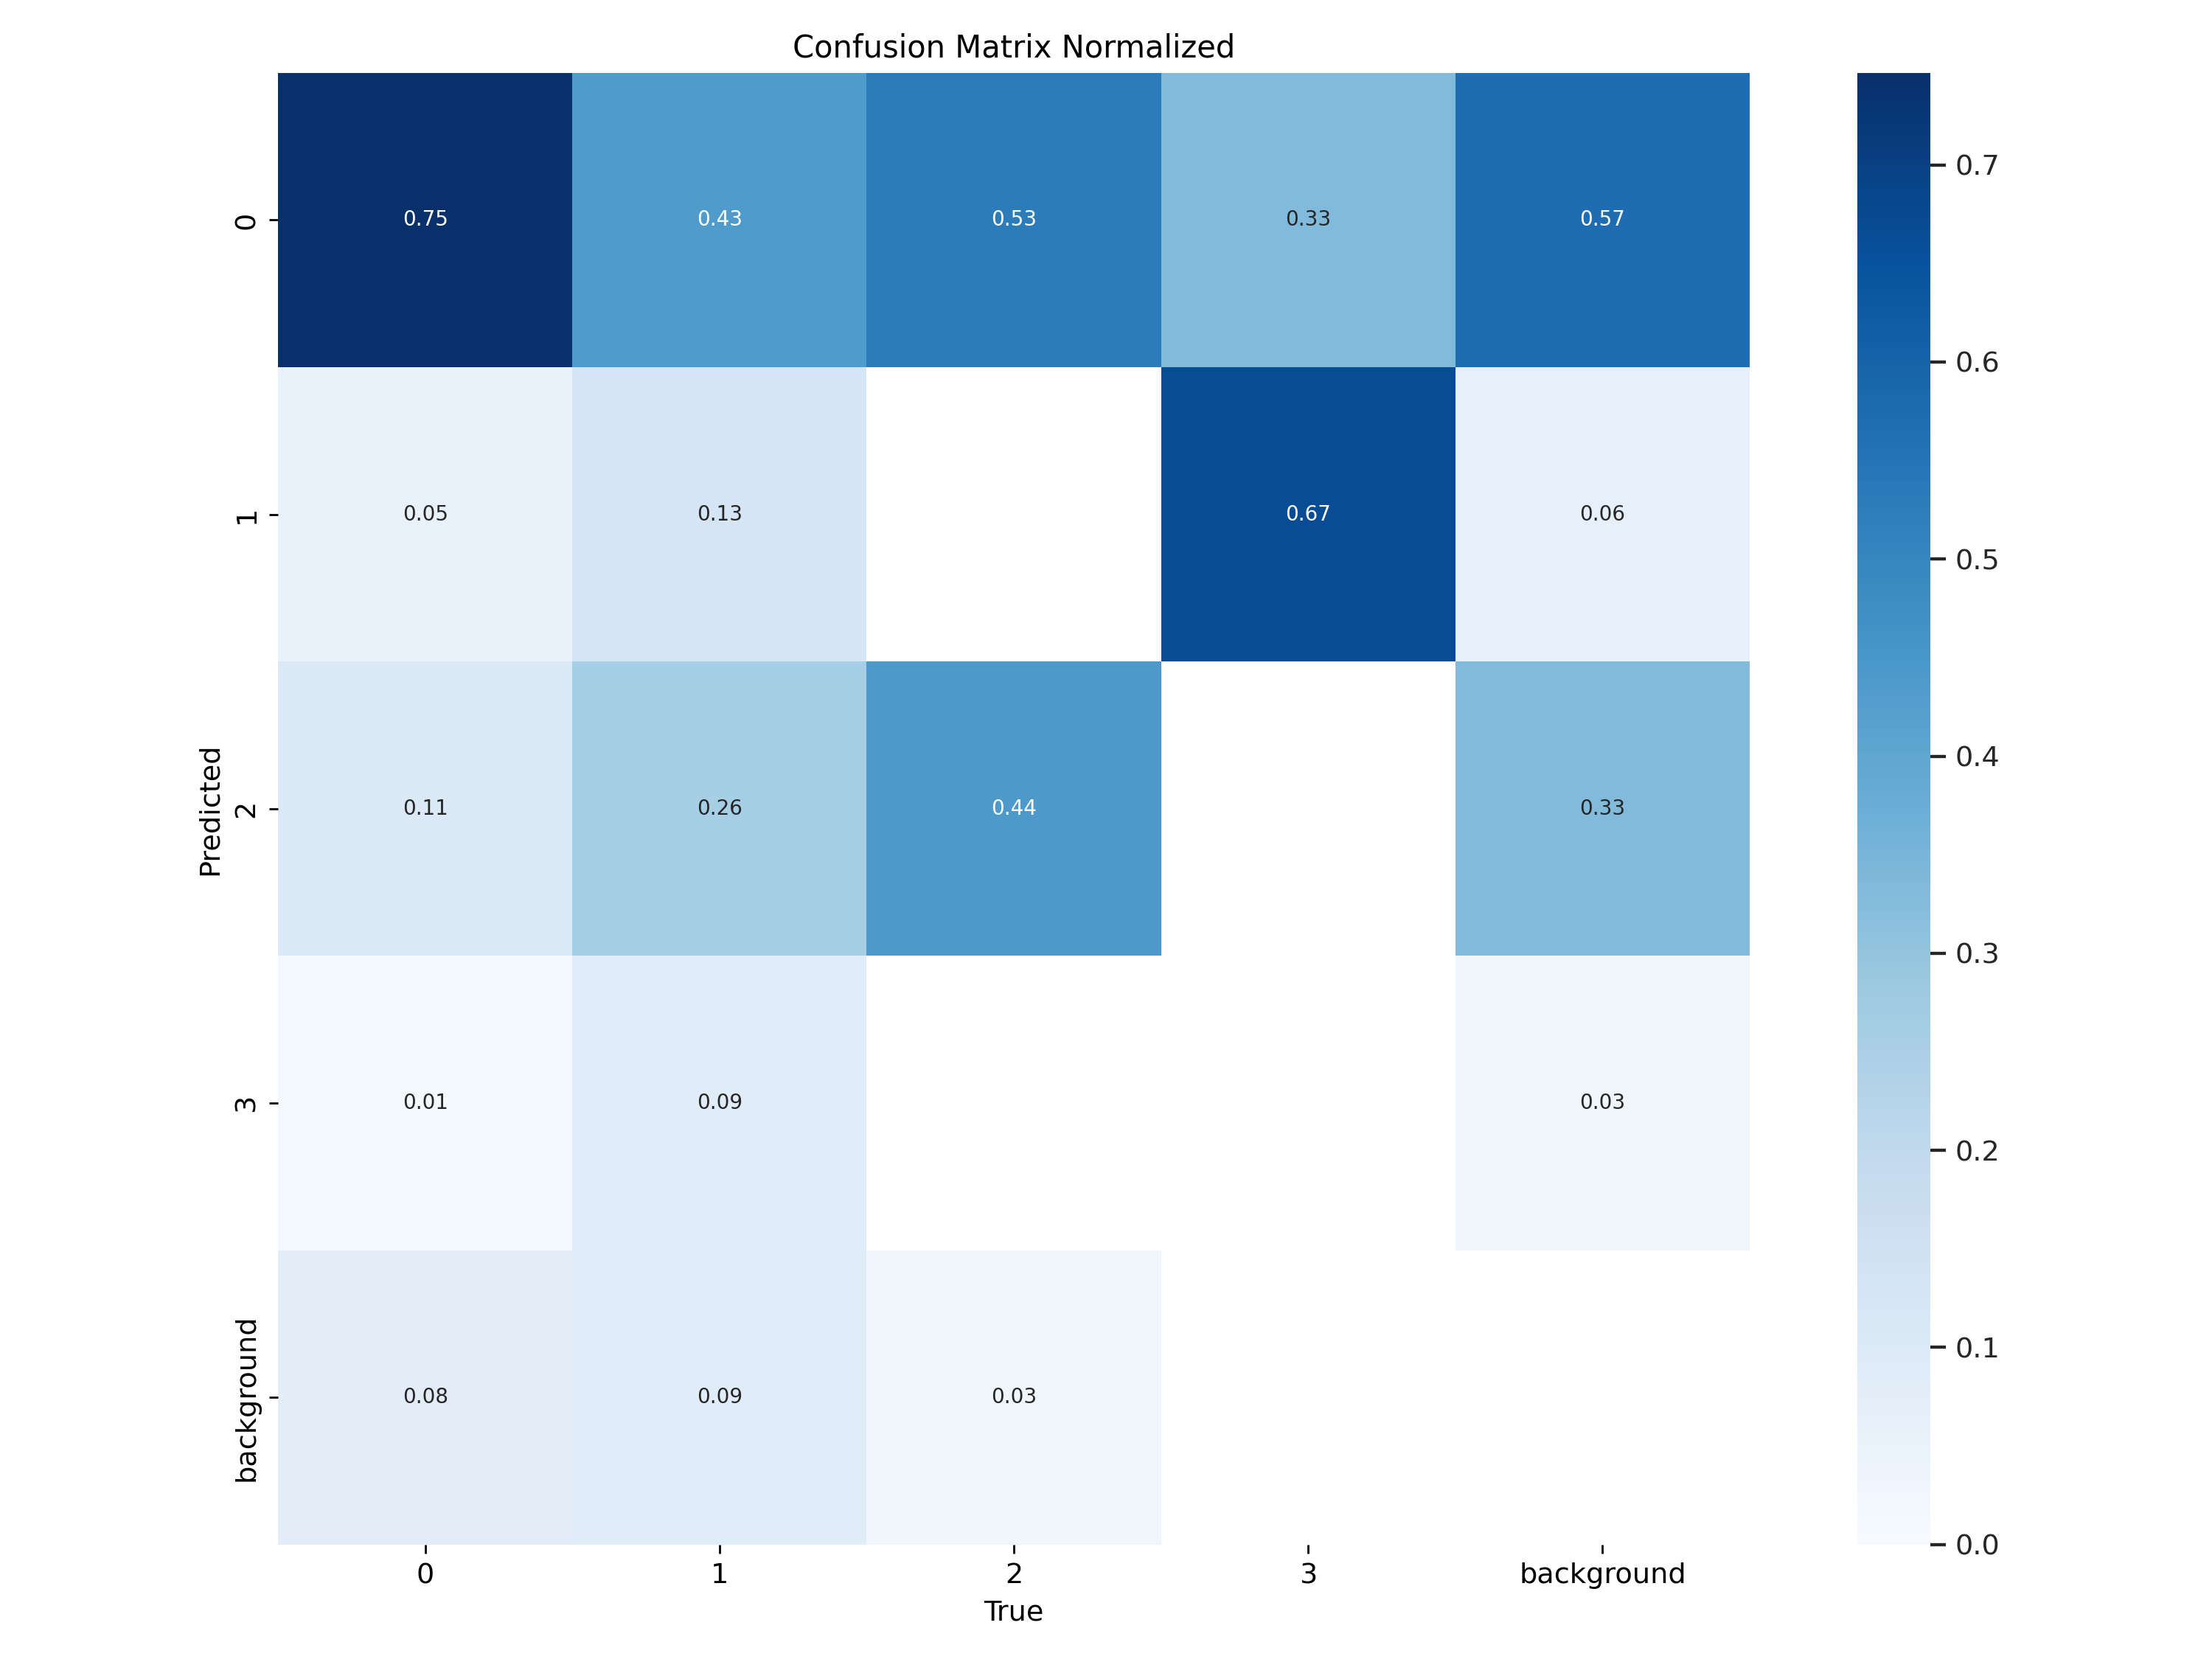 Confusion Matrix Normalized
0 0.75 0.43 0.53 0.33 0.57
1 0.05 0.13 0.67 0.06
2 0.11 0.26 0.44 0.33
3 0.01 0.09 0.03
background 0.08 0.09 0.03
0 1 2 3 background
True
Predicted
0.7
0.6
0.5
0.4
0.3
0.2
0.1
0.0